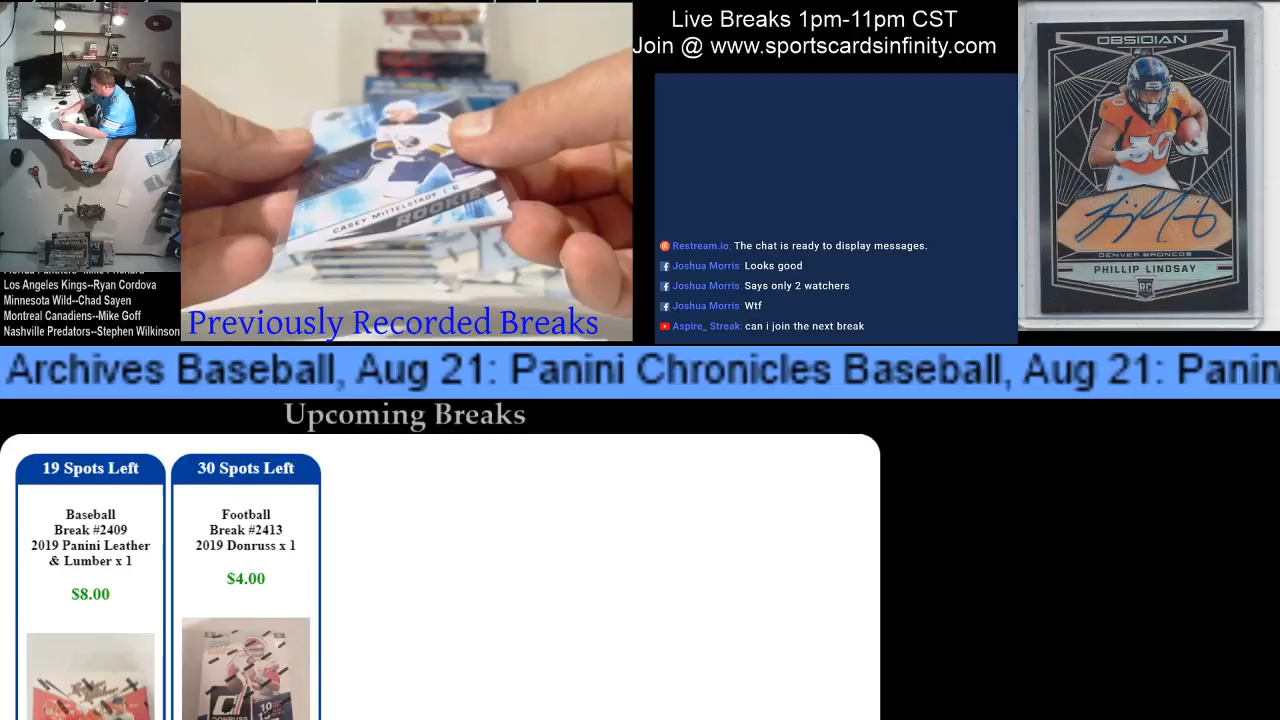 Live Breaks 1pm-11pm CST
Join @ www.sportscardsinfinity.com
Los Angeles Kings--Ryan Cordova
Minnesota Wild--Chad Sayen
Montreal Canadiens--Mike Goff
Nashville Predators--Stephen Wilkinson
CASEY MITTELSTADT | C
ROOKIE
Previously Recorded Breaks
Restream.io: The chat is ready to display messages.
Joshua Morris Looks good
Joshua Morris Says only 2 watchers
Joshua Morris Wtf
Aspire_ Streak: can i join the next break
OBSIDIAN
30
DENVER BRONCOS
PHILLIP LINDSAY
RC
Archives Baseball, Aug 21: Panini Chronicles Baseball, Aug 21: Panin
Upcoming Breaks
19 Spots Left
Baseball
Break #2409
2019 Panini Leather
& Lumber x 1
$8.00
30 Spots Left
Football
Break #2413
2019 Donruss x 1
$4.00
DONRUSS
10